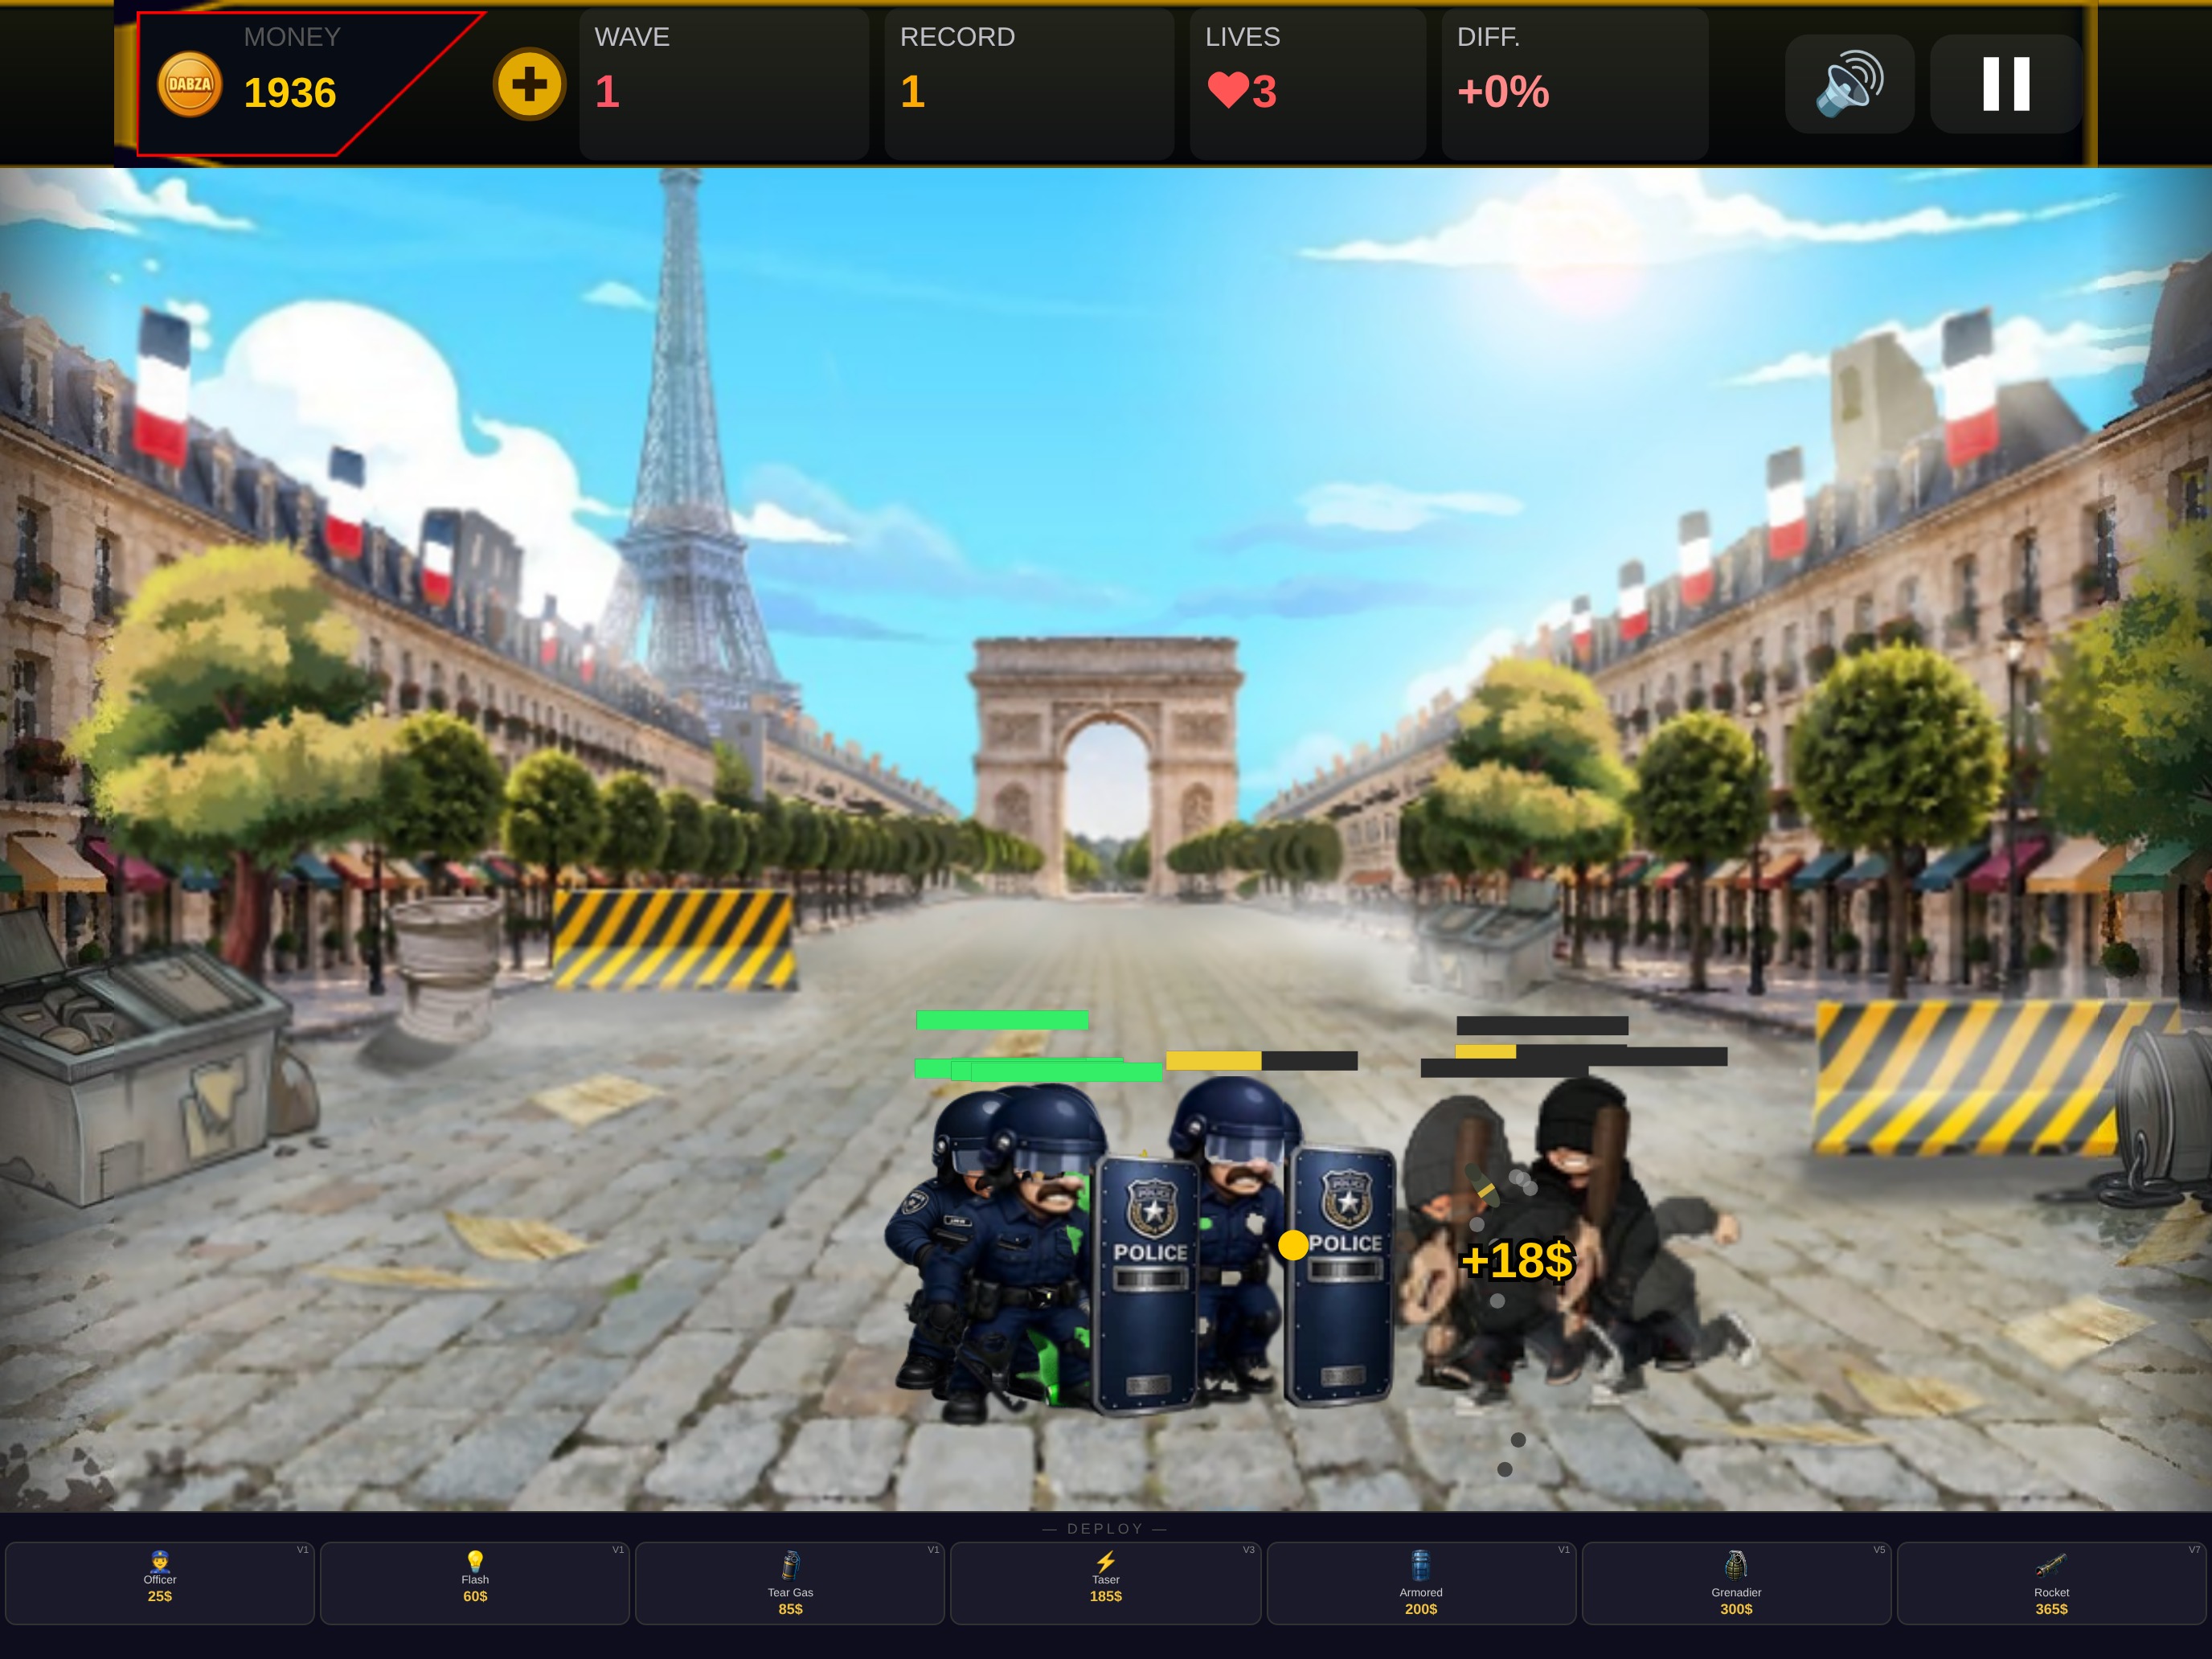 MONEY
DABZA
1936
WAVE
1
RECORD
1
LIVES
3
DIFF.
+0%
POLICE
POLICE
+18$
— DEPLOY —
V1
Officer
25$
V1
Flash
60$
V1
Tear Gas
85$
V3
Taser
185$
V1
Armored
200$
V5
Grenadier
300$
V7
Rocket
365$